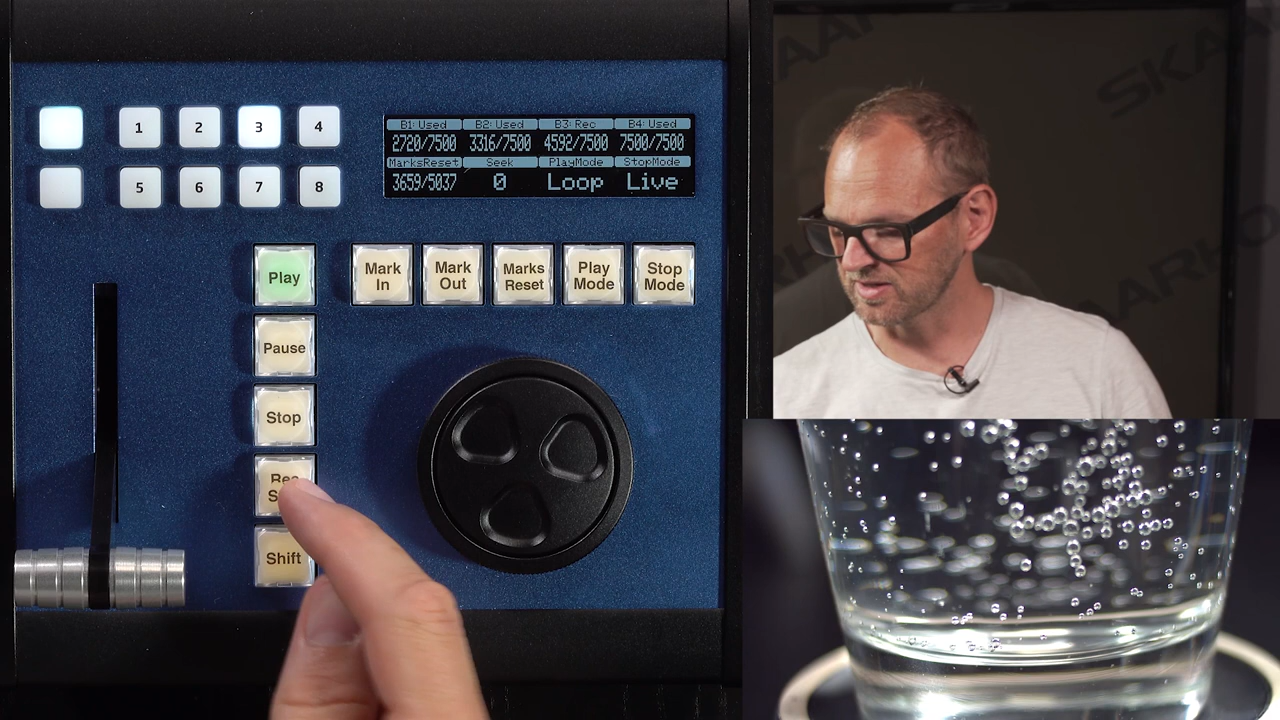 1 2 3 4
5 6 7 8
B1: Used B2: Used B3: Rec B4: Used
2720/7500 3316/7500 4592/7500 7500/7500
MarksReset Seek PlayMode StopMode
3659/5037 0 Loop Live
Play
Mark In
Mark Out
Marks Reset
Play Mode
Stop Mode
Pause
Stop
Shift
SKAARHO